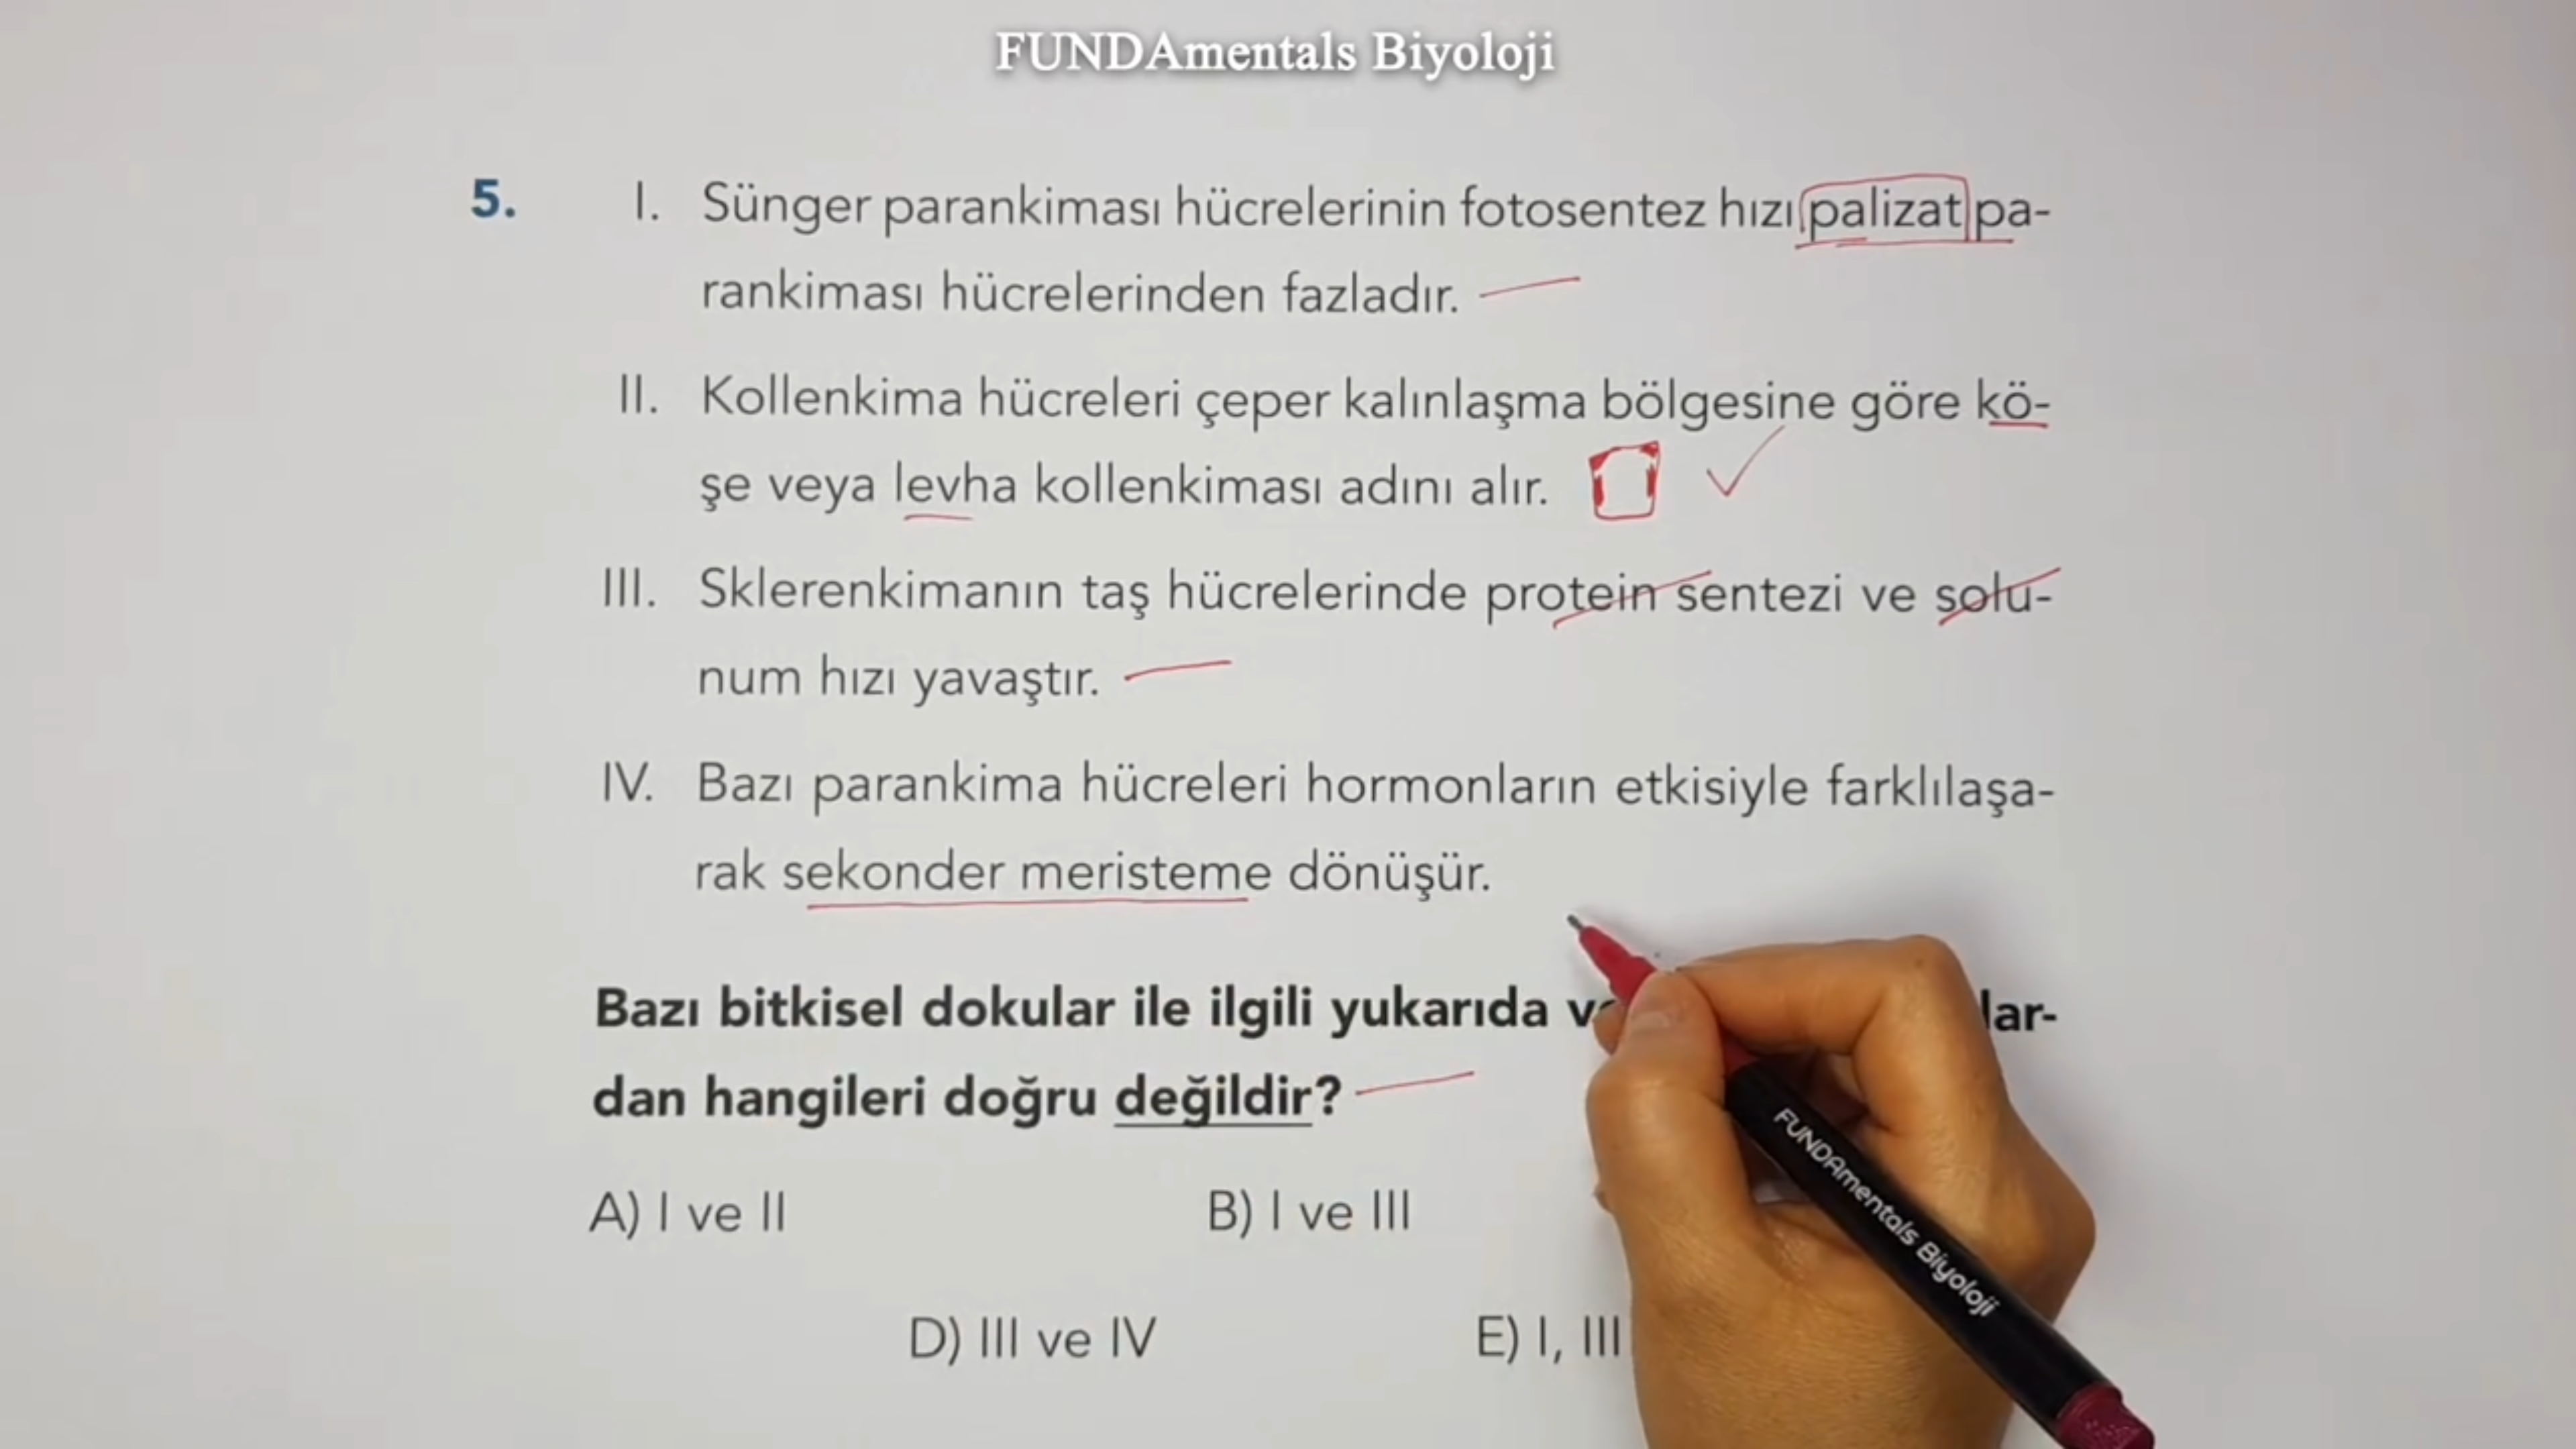 FUNDAmentals Biyoloji
5. I. Sünger parankiması hücrelerinin fotosentez hızı palizat pa-
rankiması hücrelerinden fazladır.
II. Kollenkima hücreleri çeper kalınlaşma bölgesine göre kö-
şe veya levha kollenkiması adını alır.
III. Sklerenkimanın taş hücrelerinde protein sentezi ve solu-
num hızı yavaştır.
IV. Bazı parankima hücreleri hormonların etkisiyle farklılaşa-
rak sekonder meristeme dönüşür.
Bazı bitkisel dokular ile ilgili yukarıda lar-
dan hangileri doğru değildir?
A) I ve II B) I ve III
D) III ve IV E) I, III
FUNDAmentals Biyoloji